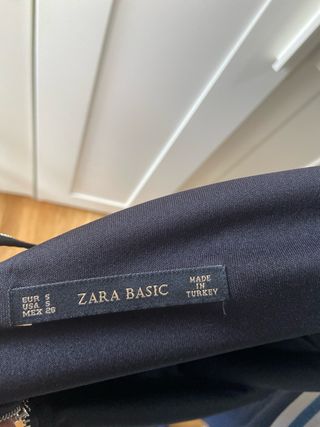 EUR S
USA S
MEX 26
ZARA BASIC
MADE
IN
TURKEY